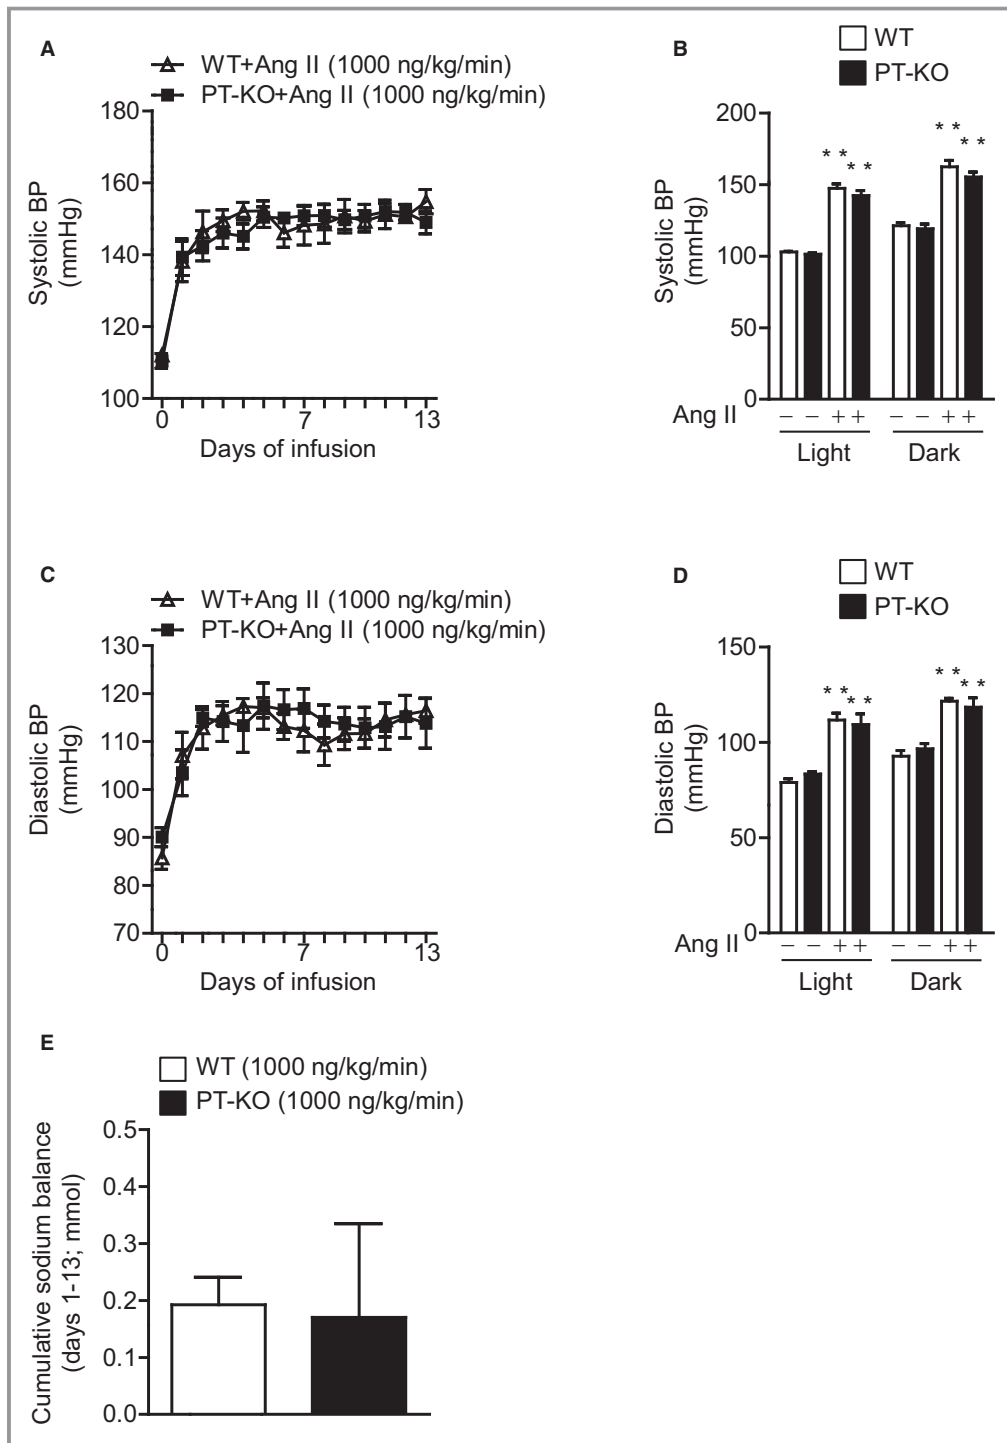 A
WT+Ang II (1000 ng/kg/min)
PT-KO+Ang II (1000 ng/kg/min)
180
160
140
120
100
Systolic BP
(mmHg)
0 7 13
Days of infusion
B
WT
PT-KO
200
150
100
50
0
Systolic BP
(mmHg)
* * * * * * * *
Ang II − − + + − − + +
Light Dark
C
WT+Ang II (1000 ng/kg/min)
PT-KO+Ang II (1000 ng/kg/min)
130
120
110
100
90
80
70
Diastolic BP
(mmHg)
0 7 13
Days of infusion
D
WT
PT-KO
150
100
50
0
Diastolic BP
(mmHg)
* * * * * * * *
Ang II − − + + − − + +
Light Dark
E
WT (1000 ng/kg/min)
PT-KO (1000 ng/kg/min)
0.5
0.4
0.3
0.2
0.1
0.0
Cumulative sodium balance
(days 1-13; mmol)